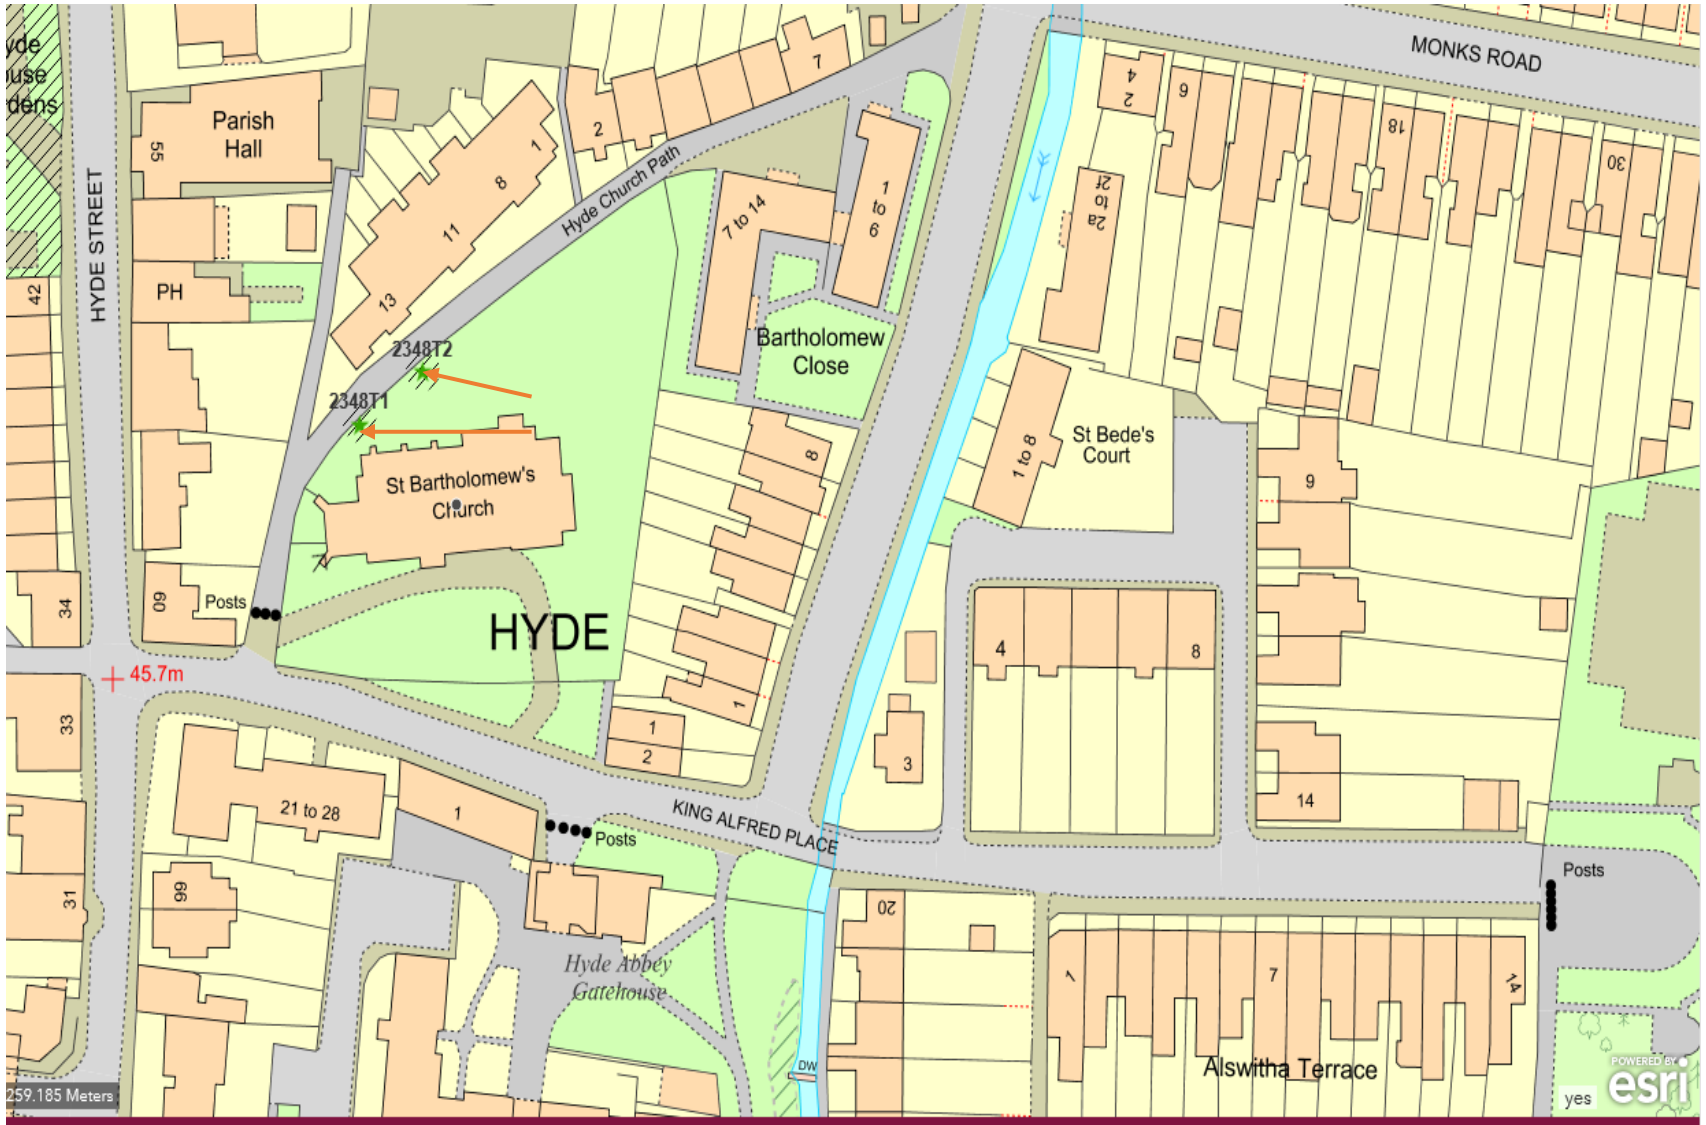 yde
ouse
rdens
Parish
Hall
55
HYDE STREET
42
PH
2
7
1
8
11
13
Hyde Church Path
2348T2
2348T1
St Bartholomew's
Church
7 to 14
1
to
6
Bartholomew
Close
MONKS ROAD
2
4
6
18
30
2a
to
2f
1 to 8
St Bede's
Court
9
8
1
1
2
HYDE
34
60
Posts
45.7m
33
21 to 28
1
Posts
KING ALFRED PLACE
4
8
3
14
Posts
31
66
Hyde Abbey
Gatehouse
20
1
7
14
Alswitha Terrace
DW
259.185 Meters
yes
POWERED BY
esri